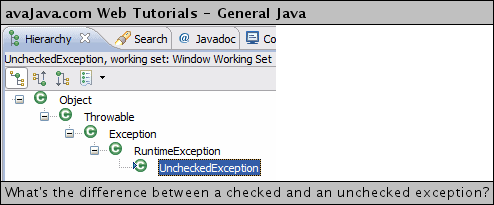 avaJava.com Web Tutorials - General Java
Hierarchy Search @ Javadoc Co
UncheckedException, working set: Window Working Set
Object
Throwable
Exception
RuntimeException
UncheckedException
What's the difference between a checked and an unchecked exception?